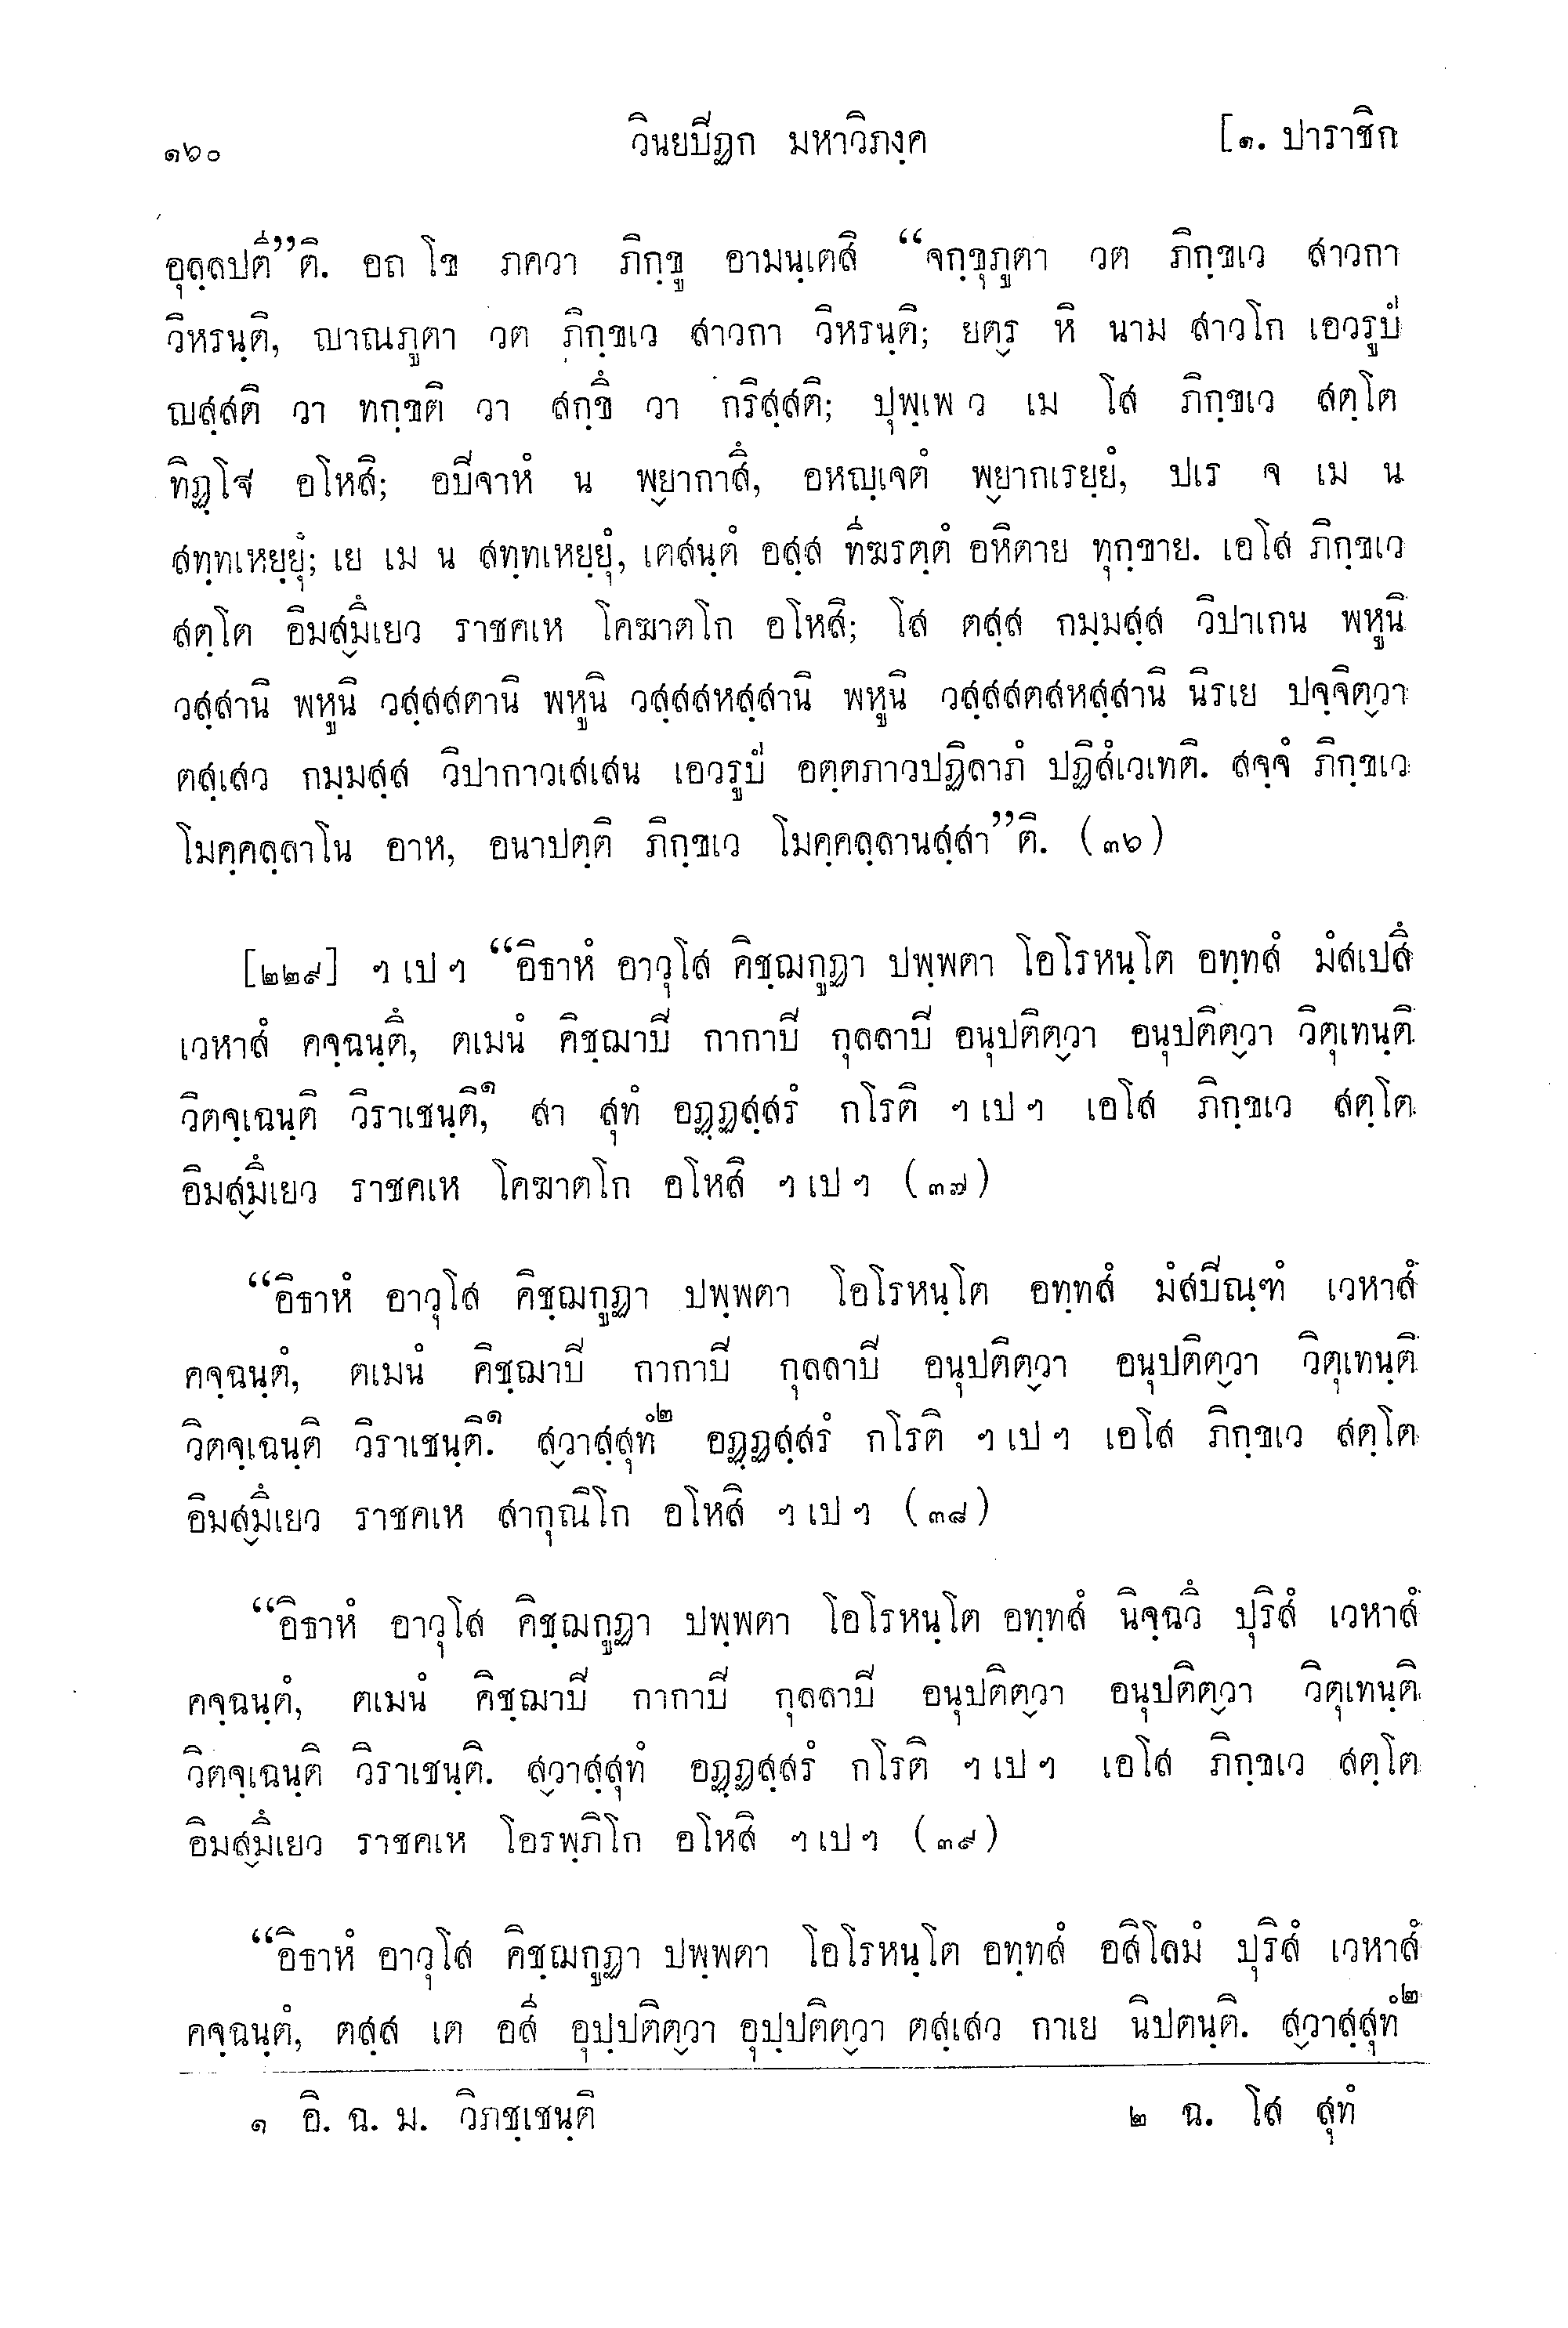 ๑๖๐ วินยปิฏก มหาวิภงฺค [๑. ปาราชิก
อุลฺลปตี”ติ. อถ โข ภควา ภิกฺขู อามนฺเตสิ “จกฺขุภูตา วต ภิกฺขเว สาวกา
วิหรนฺติ, ญาณภูตา วต ภิกฺขเว สาวกา วิหรนฺติ; ยตฺร หิ นาม สาวโก เอวรูปํ
ญสฺสติ วา ทกฺขติ วา สกฺขึ วา กริสฺสติ; ปุพฺเพ ว เม โส ภิกฺขเว สตฺโต
ทิฏฺโฐ อโหสิ; อปิจาหํ น พฺยากาสึ, อหญฺเจตํ พฺยากเรยฺยํ, ปเร จ เม น
สทฺทเหยฺยุํ; เย เม น สทฺทเหยฺยุํ, เตสนฺตํ อสฺส ทีฆรตฺตํ อหิตาย ทุกฺขาย. เอโส ภิกฺขเว
สตฺโต อิมสฺมึเยว ราชคเห โคฆาตโก อโหสิ; โส ตสฺส กมฺมสฺส วิปาเกน พหูนิ
วสฺสานิ พหูนิ วสฺสสตานิ พหูนิ วสฺสสหสฺสานิ พหูนิ วสฺสสตสหสฺสานิ นิรเย ปจฺจิตฺวา
ตสฺเสว กมฺมสฺส วิปากาวเสเสน เอวรูปํ อตฺตภาวปฏิลาภํ ปฏิสํเวเทติ. สจฺจํ ภิกฺขเว
โมคฺคลฺลาโน อาห, อนาปตฺติ ภิกฺขเว โมคฺคลฺลานสฺสา”ติ. (๓๖)
[๒๒๙] ฯ เป ฯ “อิธาหํ อาวุโส คิชฺฌกูฏา ปพฺพตา โอโรหนฺโต อทฺทสํ มํสเปสึ
เวหาสํ คจฺฉนฺตึ, ตเมนํ คิชฺฌาปิ กากาปิ กุลลาปิ อนุปติตฺวา อนุปติตฺวา วิตุเทนฺติ
วิตจฺเฉนฺติ วิราเชนฺติ,๑ สา สุทํ อฏฺฏสฺสรํ กโรติ ฯ เป ฯ เอโส ภิกฺขเว สตฺโต
อิมสฺมึเยว ราชคเห โคฆาตโก อโหสิ ฯ เป ฯ (๓๗)
“อิธาหํ อาวุโส คิชฺฌกูฏา ปพฺพตา โอโรหนฺโต อทฺทสํ มํสปิณฺฑํ เวหาสํ
คจฺฉนฺตํ, ตเมนํ คิชฺฌาปิ กากาปิ กุลลาปิ อนุปติตฺวา อนุปติตฺวา วิตุเทนฺติ
วิตจฺเฉนฺติ วิราเชนฺติ.๑ สฺวาสฺสุทํ๒ อฏฺฏสฺสรํ กโรติ ฯ เป ฯ เอโส ภิกฺขเว สตฺโต
อิมสฺมึเยว ราชคเห สากุณิโก อโหสิ ฯ เป ฯ (๓๘)
“อิธาหํ อาวุโส คิชฺฌกูฏา ปพฺพตา โอโรหนฺโต อทฺทสํ นิจฺฉวึ ปุริสํ เวหาสํ
คจฺฉนฺตํ, ตเมนํ คิชฺฌาปิ กากาปิ กุลลาปิ อนุปติตฺวา อนุปติตฺวา วิตุเทนฺติ
วิตจฺเฉนฺติ วิราเชนฺติ. สฺวาสฺสุทํ อฏฺฏสฺสรํ กโรติ ฯ เป ฯ เอโส ภิกฺขเว สตฺโต
อิมสฺมึเยว ราชคเห โอรพฺภิโก อโหสิ ฯ เป ฯ (๓๙)
“อิธาหํ อาวุโส คิชฺฌกูฏา ปพฺพตา โอโรหนฺโต อทฺทสํ อสิโลมํ ปุริสํ เวหาสํ
คจฺฉนฺตํ, ตสฺส เต อสี อุปฺปติตฺวา อุปฺปติตฺวา ตสฺเสว กาเย นิปตนฺติ. สฺวาสฺสุทํ๒
๑ อิ. ฉ. ม. วิภชฺเชนฺติ ๒ ฉ. โส สุทํ